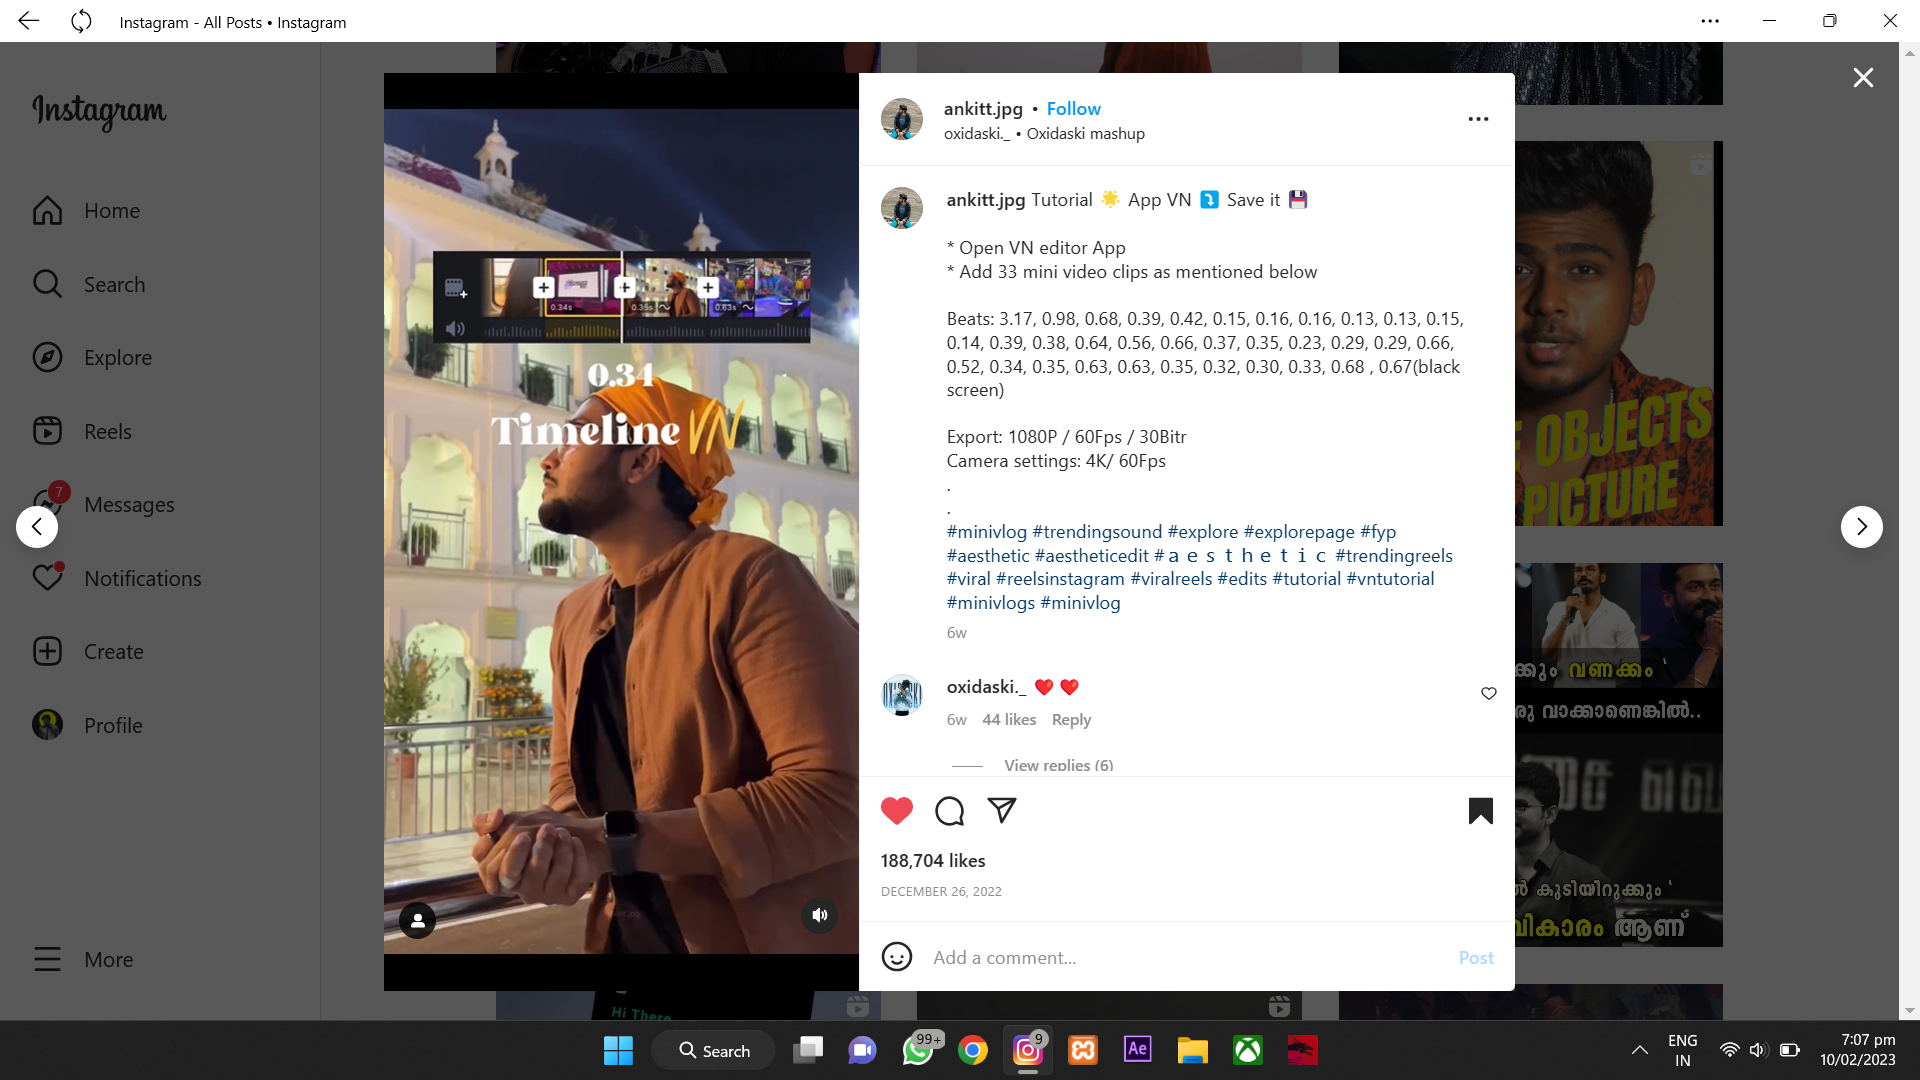 Instagram - All Posts • Instagram
Instagram
Home
Search
Explore
Reels
7
Messages
Notifications
Create
Profile
More
0.34s
0.35s
0.63s
0.34
Timeline VN
ankitt.jpg • Follow
oxidaski._ • Oxidaski mashup
ankitt.jpg Tutorial 🌟 App VN ⤵️ Save it 💾
* Open VN editor App
* Add 33 mini video clips as mentioned below
Beats: 3.17, 0.98, 0.68, 0.39, 0.42, 0.15, 0.16, 0.16, 0.13, 0.13, 0.15,
0.14, 0.39, 0.38, 0.64, 0.56, 0.66, 0.37, 0.35, 0.23, 0.29, 0.29, 0.66,
0.52, 0.34, 0.35, 0.63, 0.63, 0.35, 0.32, 0.30, 0.33, 0.68 , 0.67(black
screen)
Export: 1080P / 60Fps / 30Bitr
Camera settings: 4K/ 60Fps
.
.
#minivlog #trendingsound #explore #explorepage #fyp
#aesthetic #aestheticedit #ａｅｓｔｈｅｔｉｃ #trendingreels
#viral #reelsinstagram #viralreels #edits #tutorial #vntutorial
#minivlogs #minivlog
6w
oxidaski._ ❤️ ❤️
6w 44 likes Reply
View replies (6)
188,704 likes
DECEMBER 26, 2022
Add a comment...
Post
OBJECTS
PICTURE
വണക്കം '
വാക്കാണെങ്കിൽ..
കുടിയിറുക്കും '
വികാരം ആണ്
Hi There
Search
99+
9
Ae
ENG
IN
7:07 pm
10/02/2023